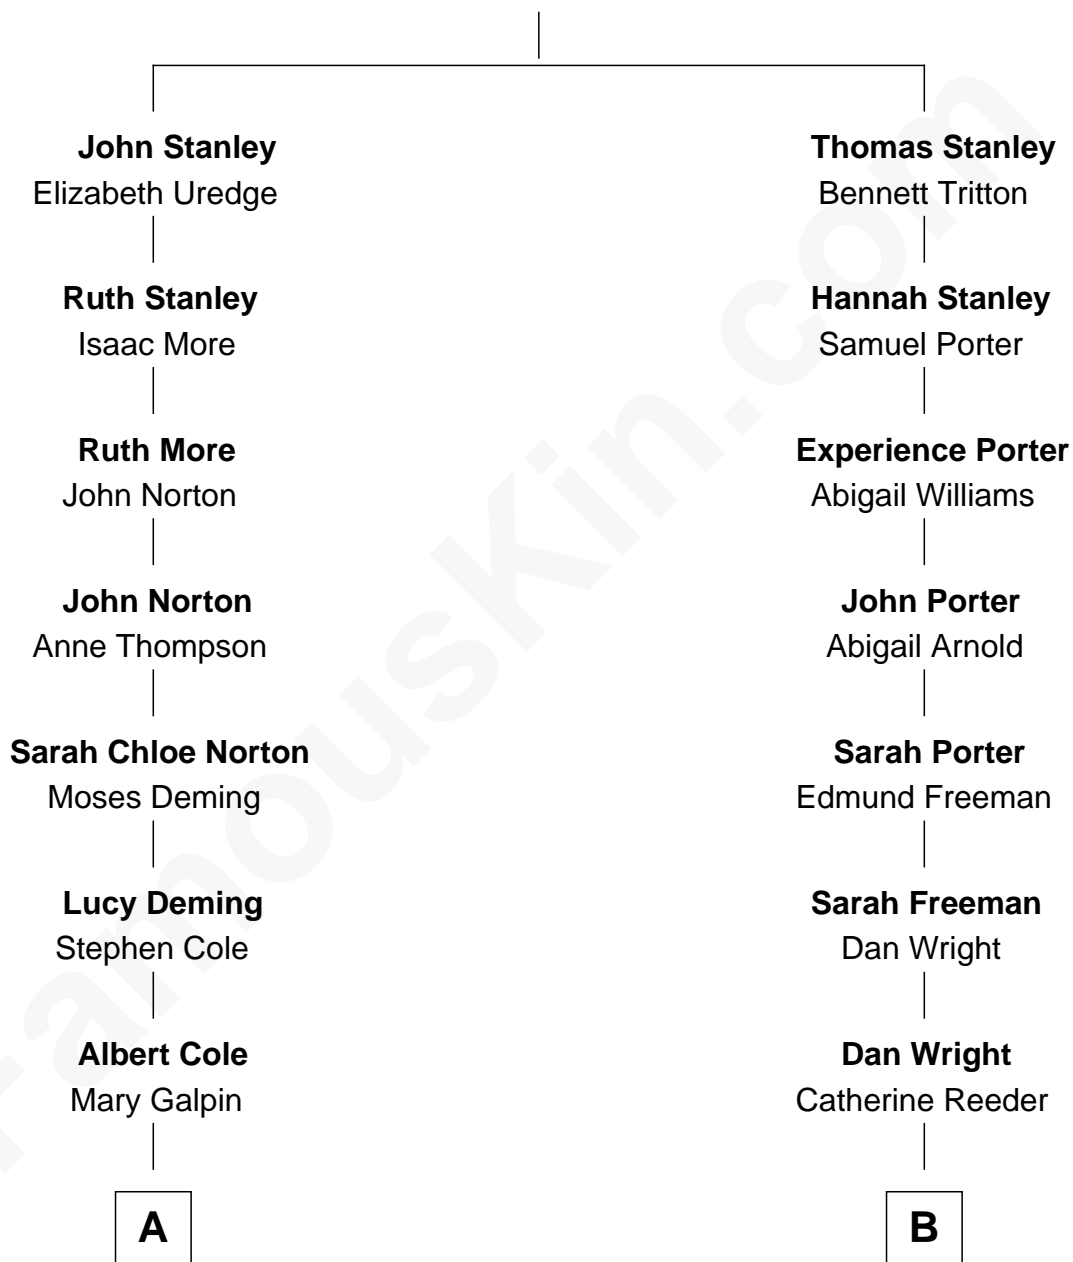 John Stanley
Elizabeth Uredge
Ruth Stanley
Isaac More
Ruth More
John Norton
John Norton
Anne Thompson
Sarah Chloe Norton
Moses Deming
Lucy Deming
Stephen Cole
Albert Cole
Mary Galpin
A
Thomas Stanley
Bennett Tritton
Hannah Stanley
Samuel Porter
Experience Porter
Abigail Williams
John Porter
Abigail Arnold
Sarah Porter
Edmund Freeman
Sarah Freeman
Dan Wright
Dan Wright
Catherine Reeder
B
FamousKin.com